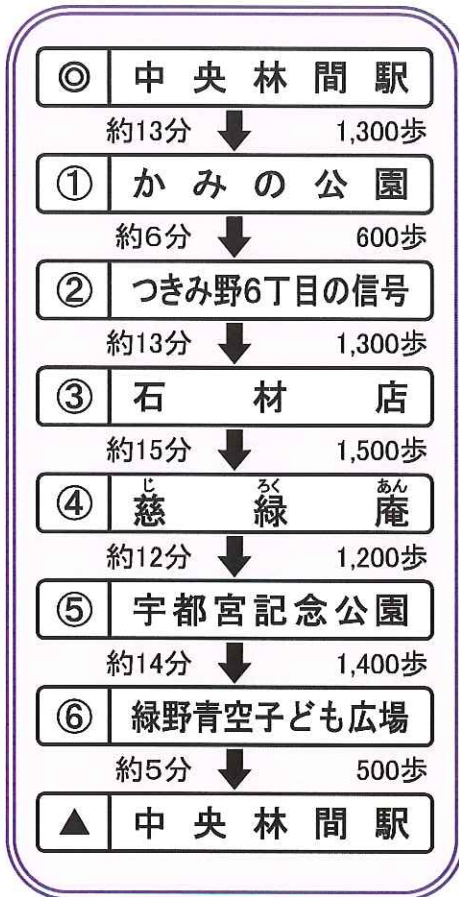 ◎ 中央林間駅
約13分 1,300歩
① かみの公園
約6分 600歩
② つきみ野6丁目の信号
約13分 1,300歩
③ 石材店
約15分 1,500歩
じ ろく あん
④ 慈緑庵
約12分 1,200歩
⑤ 宇都宮記念公園
約14分 1,400歩
⑥ 緑野青空子ども広場
約5分 500歩
▲ 中央林間駅